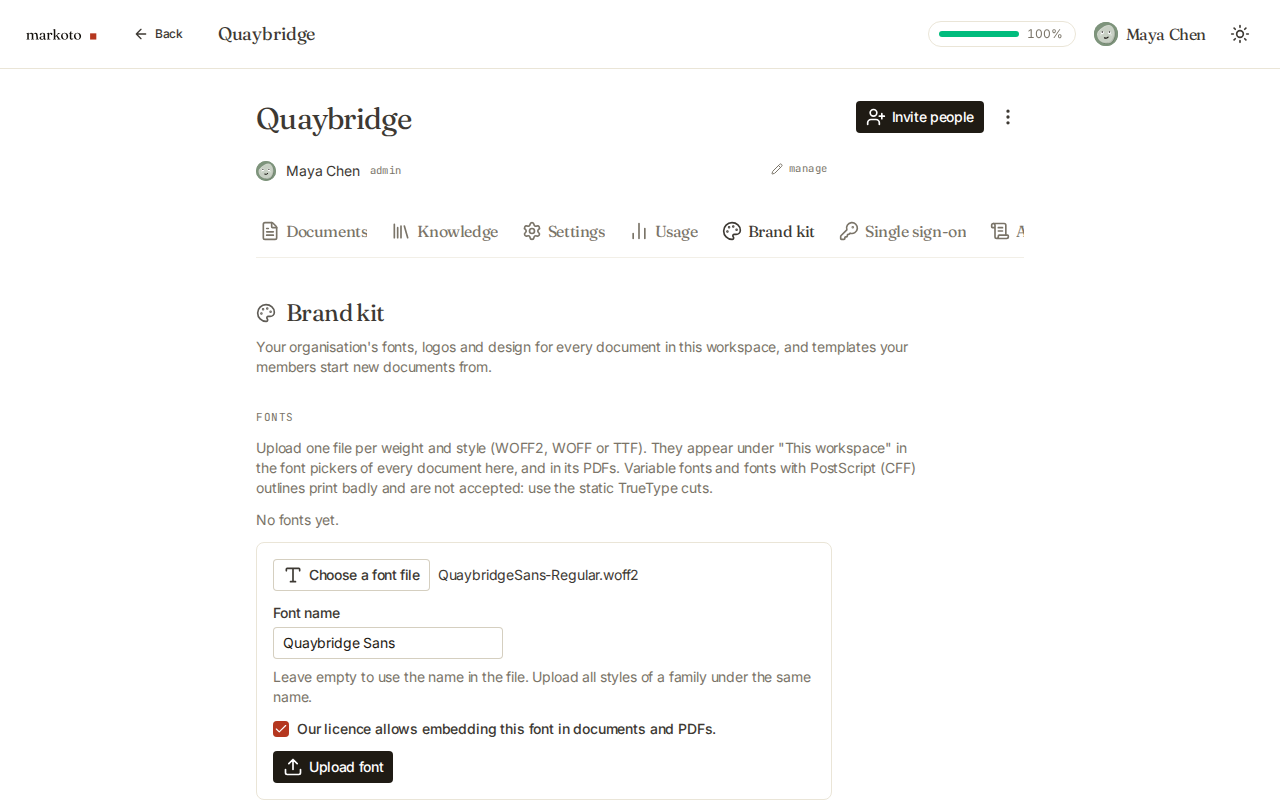 markoto
Back
Quaybridge
100%
Maya Chen
Quaybridge
Invite people
Maya Chen admin
manage
Documents
Knowledge
Settings
Usage
Brand kit
Single sign-on
Brand kit
Your organisation's fonts, logos and design for every document in this workspace, and templates your
members start new documents from.
FONTS
Upload one file per weight and style (WOFF2, WOFF or TTF). They appear under "This workspace" in
the font pickers of every document here, and in its PDFs. Variable fonts and fonts with PostScript (CFF)
outlines print badly and are not accepted: use the static TrueType cuts.
No fonts yet.
Choose a font file QuaybridgeSans-Regular.woff2
Font name
Quaybridge Sans
Leave empty to use the name in the file. Upload all styles of a family under the same
name.
Our licence allows embedding this font in documents and PDFs.
Upload font